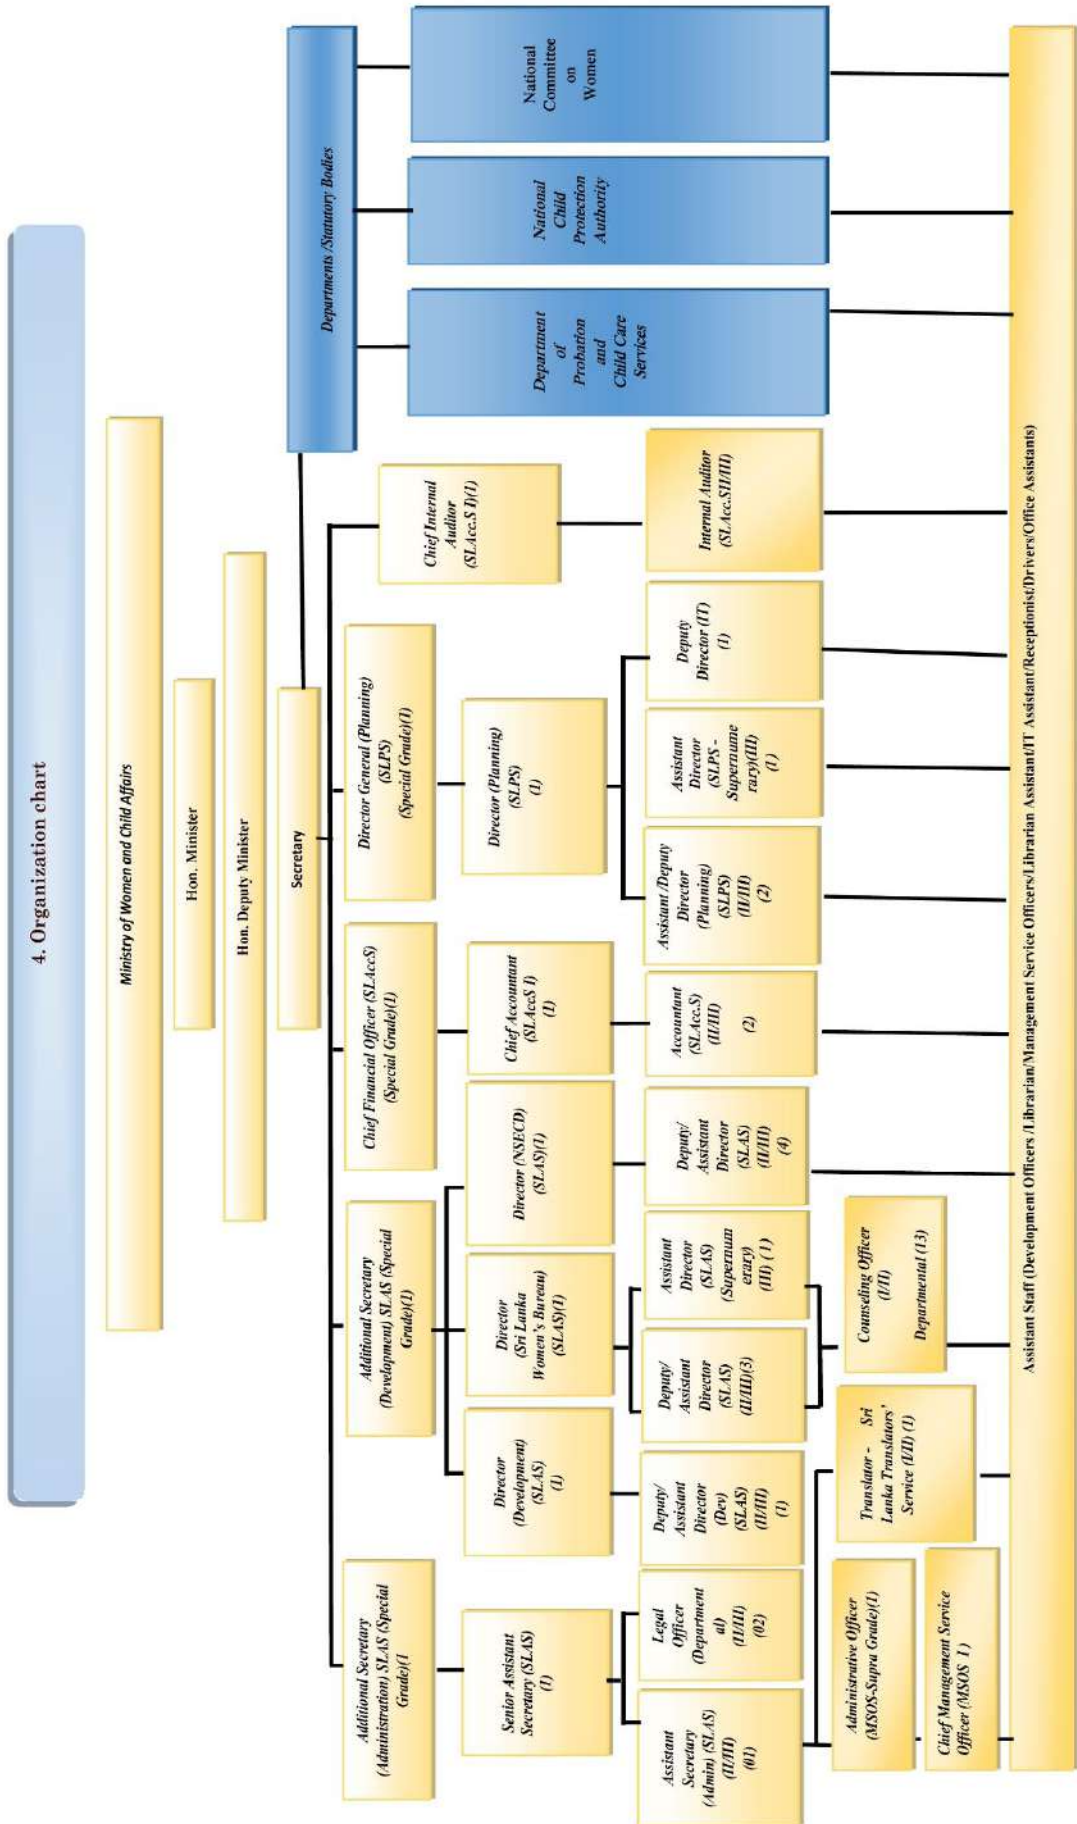 4. Organization chart
Ministry of Women and Child Affairs
Hon. Minister
Hon. Deputy Minister
Secretary
Departments /Statutory Bodies
Additional Secretary
(Administration) SLAS (Special
Grade)(1
Additional Secretary
(Development) SLAS (Special
Grade)(1)
Chief Financial Officer (SLAccS)
(Special Grade)(1)
Director General (Planning)
(SLPS)
(Special Grade)(1)
Chief Internal
Auditor
(SLAcc.S I)(1)
Department
of
Probation
and
Child Care
Services
National
Child
Protection
Authority
National
Committee
on
Women
Senior Assistant
Secretary (SLAS)
(1)
Director
(Development)
(SLAS)
(1)
Director
(Sri Lanka
Women's Bureau)
(SLAS)(1)
Director (NSECD)
(SLAS)(1)
Chief Accountant
(SLAccS I)
(1)
Director (Planning)
(SLPS)
(1)
Assistant
Secretary
(Admin) (SLAS)
(II/III)
(01)
Legal
Officer
(Department
al)
(II/III)
(02)
Deputy/
Assistant
Director
(Dev)
(SLAS)
(II/III)
(1)
Deputy/
Assistant
Director
(SLAS)
(II/III)(3)
Assistant
Director
(SLAS)
(Supernum
erary)
(III) (1)
Deputy/
Assistant
Director
(SLAS)
(II/III)
(4)
Accountant
(SLAcc.S)
(II/III)
(2)
Assistant /Deputy
Director
(Planning)
(SLPS)
(II/III)
(2)
Assistant
Director
(SLPS -
Supernume
rary)(III)
(1)
Deputy
Director (IT)
(1)
Internal Auditor
(SLAcc.SII/III)
Administrative Officer
(MSOS-Supra Grade)(1)
Chief Management Service
Officer (MSOS 1)
Translator - Sri
Lanka Translators'
Service (I/II) (1)
Counseling Officer
(I/II)
Departmental (13)
Assistant Staff (Development Officers /Librarian/Management Service Officers/Librarian Assistant/IT Assistant/Receptionist/Drivers/Office Assistants)